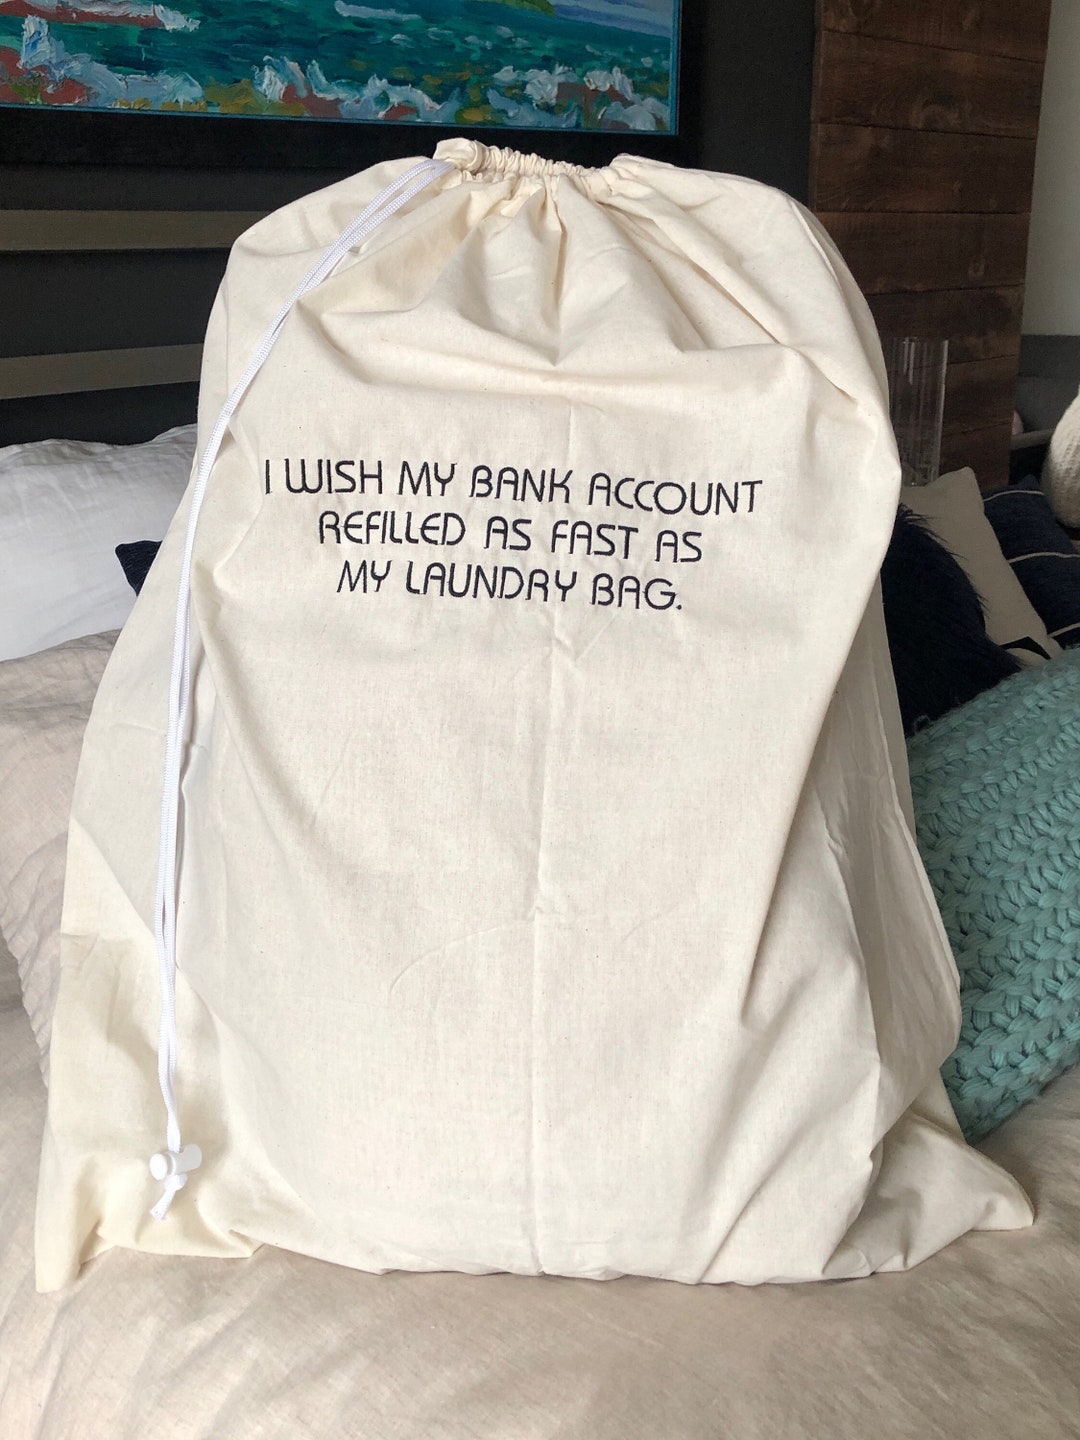 I WISH MY BANK ACCOUNT
REFILLED AS FAST AS
MY LAUNDRY BAG.